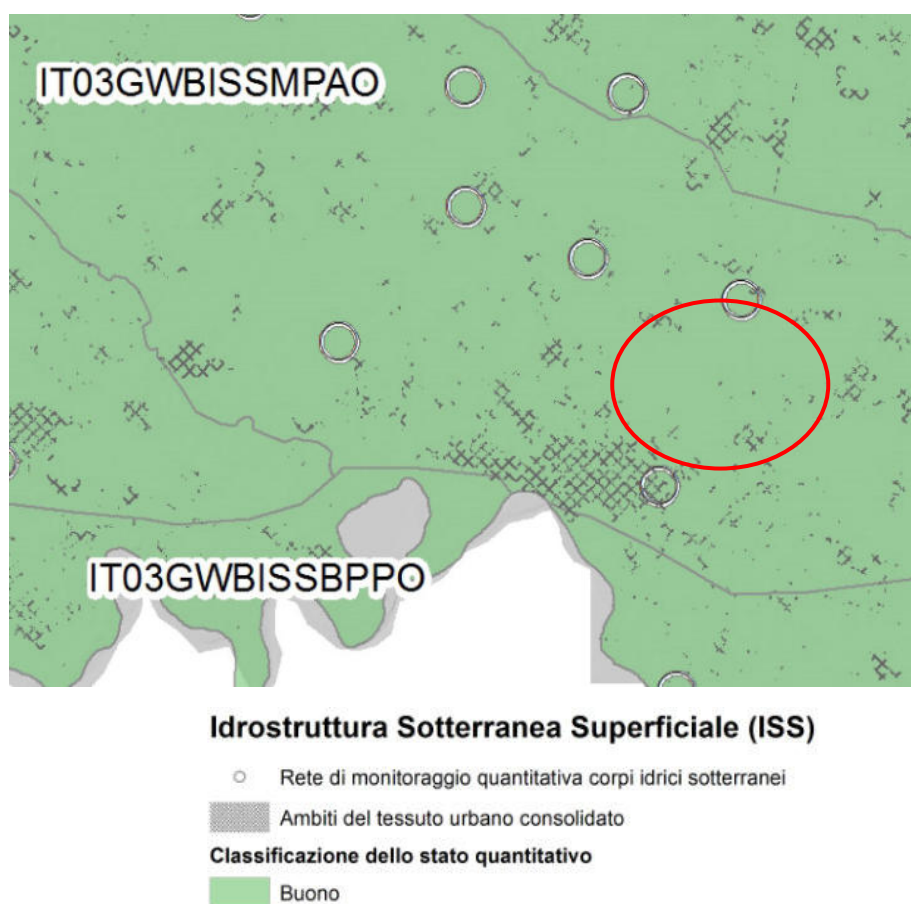 IT03GWBISSMPAO
IT03GWBISSBPPO
Idrostruttura Sotterranea Superficiale (ISS)
Rete di monitoraggio quantitativa corpi idrici sotterranei
Ambiti del tessuto urbano consolidato
Classificazione dello stato quantitativo
Buono